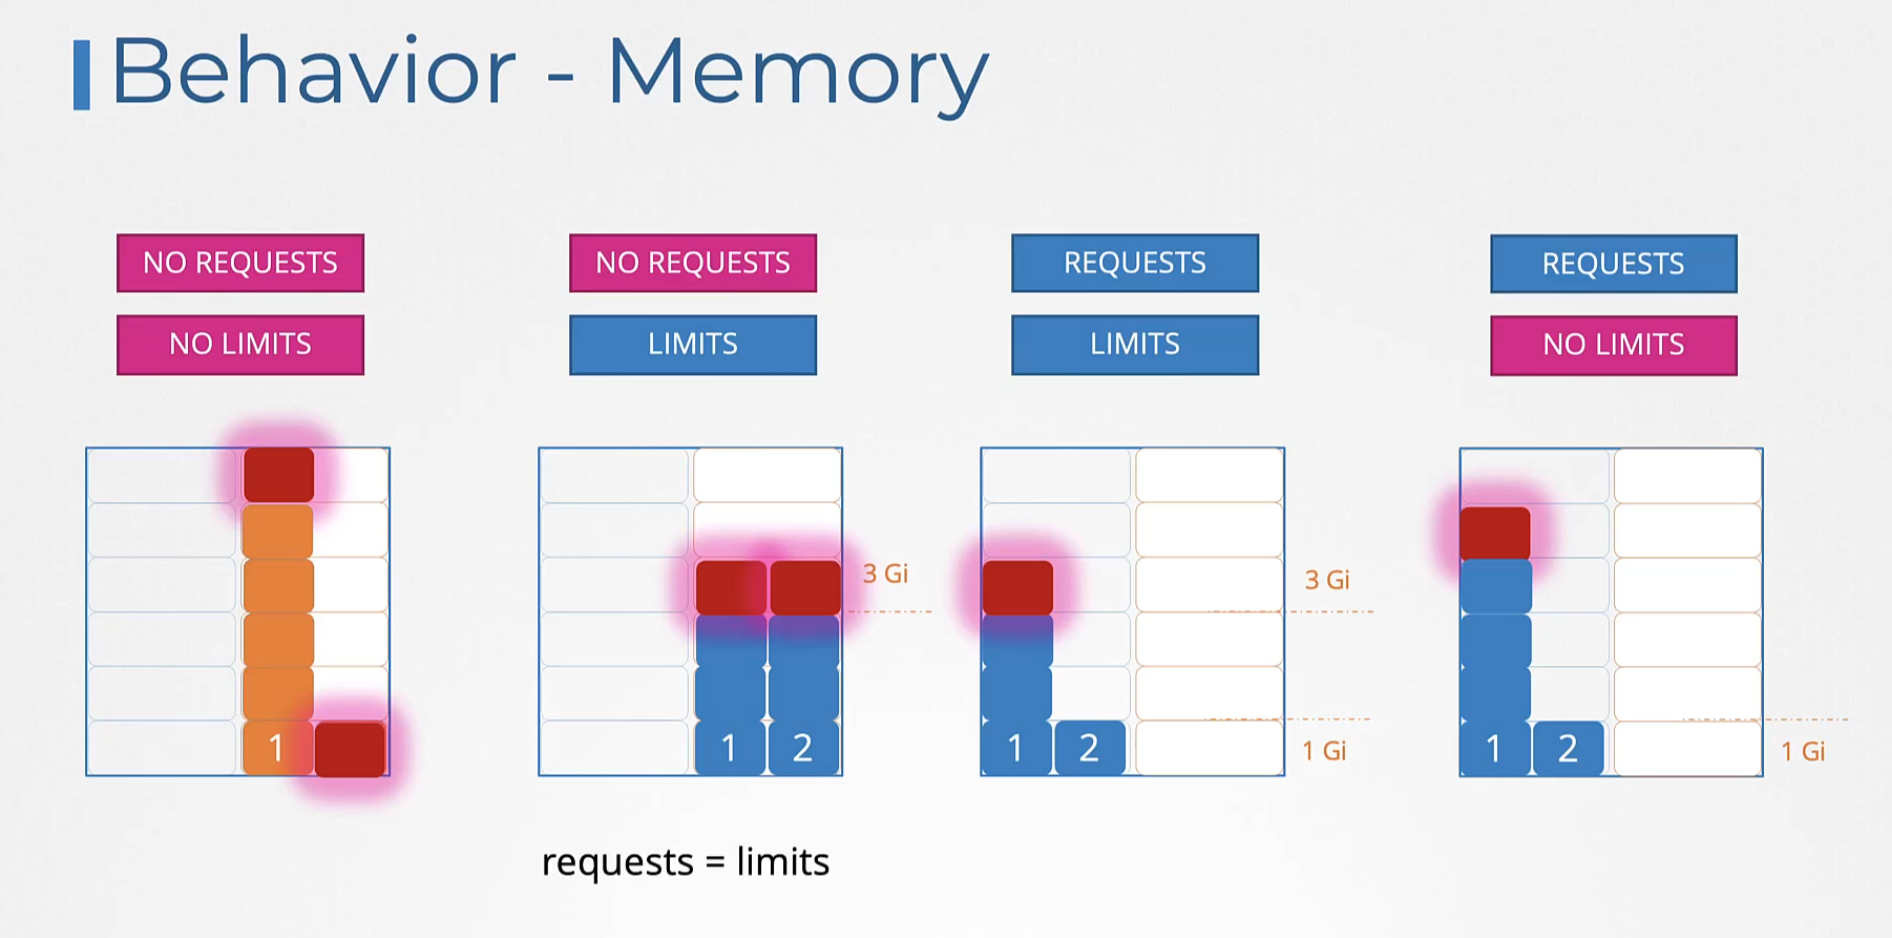 Behavior - Memory
NO REQUESTS
NO LIMITS
NO REQUESTS
LIMITS
REQUESTS
LIMITS
REQUESTS
NO LIMITS
1
3 Gi
1 2
requests = limits
3 Gi
1 2
1 Gi
1 2
1 Gi